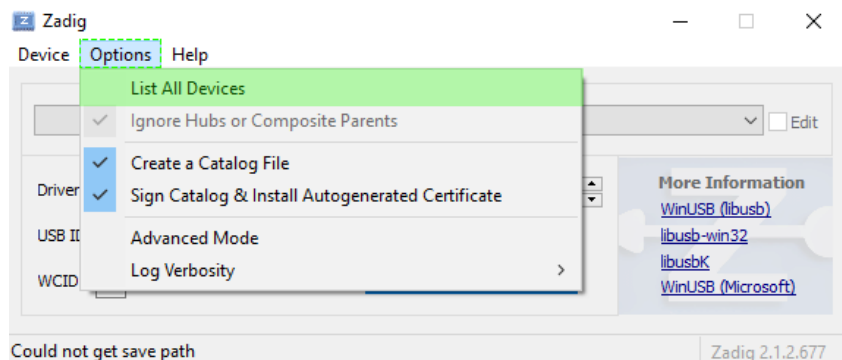 Zadig
Device Options Help
List All Devices
Ignore Hubs or Composite Parents
Edit
Create a Catalog File
Sign Catalog & Install Autogenerated Certificate
Advanced Mode
Log Verbosity
Driver
USB ID
WCID
More Information
WinUSB (libusb)
libusb-win32
libusbK
WinUSB (Microsoft)
Could not get save path
Zadig 2.1.2.677